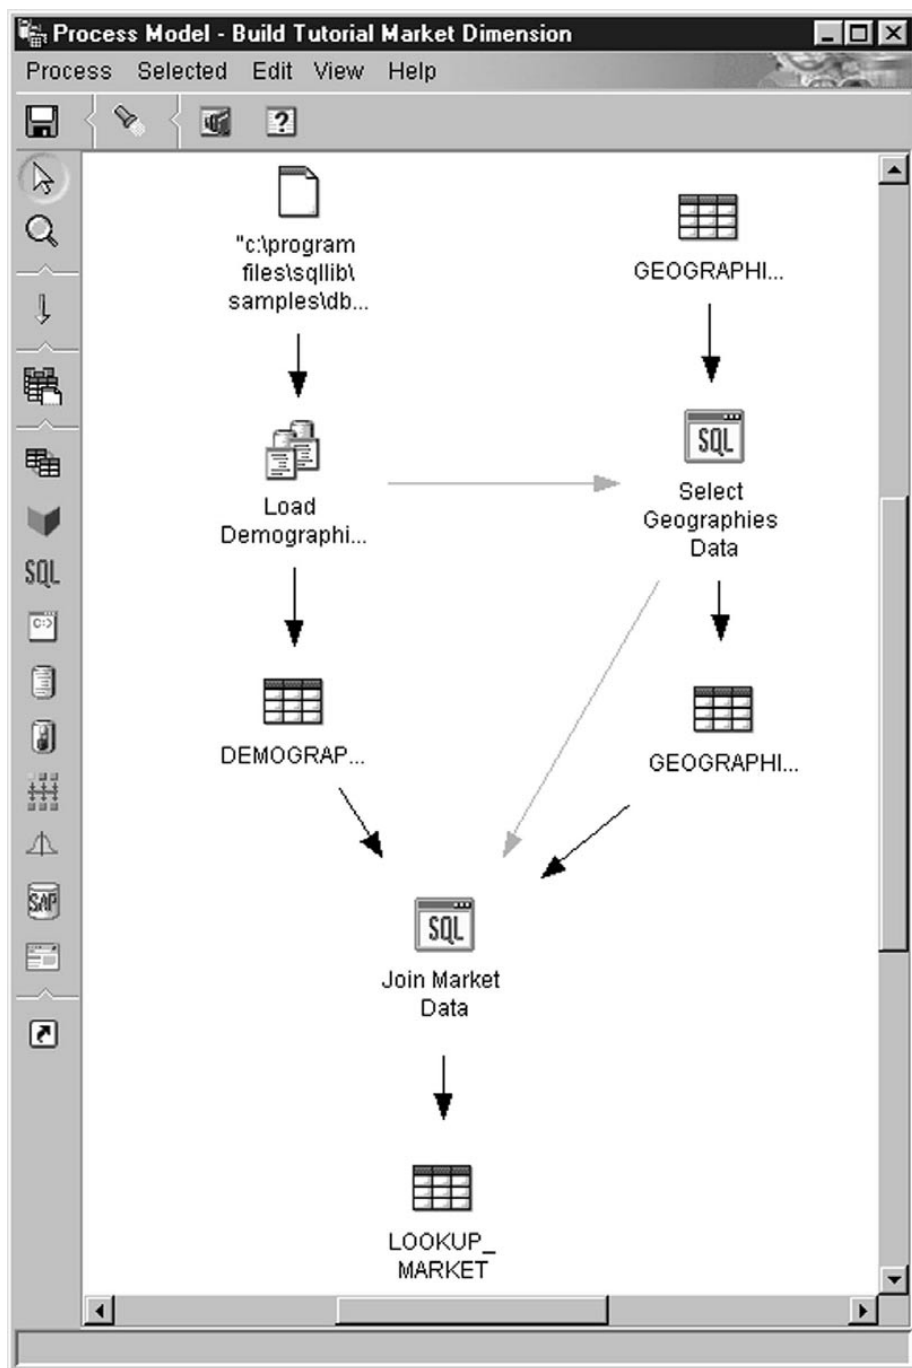 Process Model - Build Tutorial Market Dimension
Process Selected Edit View Help
"c:\program
files\sqllib\
samples\db...
GEOGRAPHI...
SQL
Load
Demographi...
Select
Geographies
Data
SQL
C:>
DEMOGRAP...
GEOGRAPHI...
SAP
SQL
Join Market
Data
LOOKUP_
MARKET